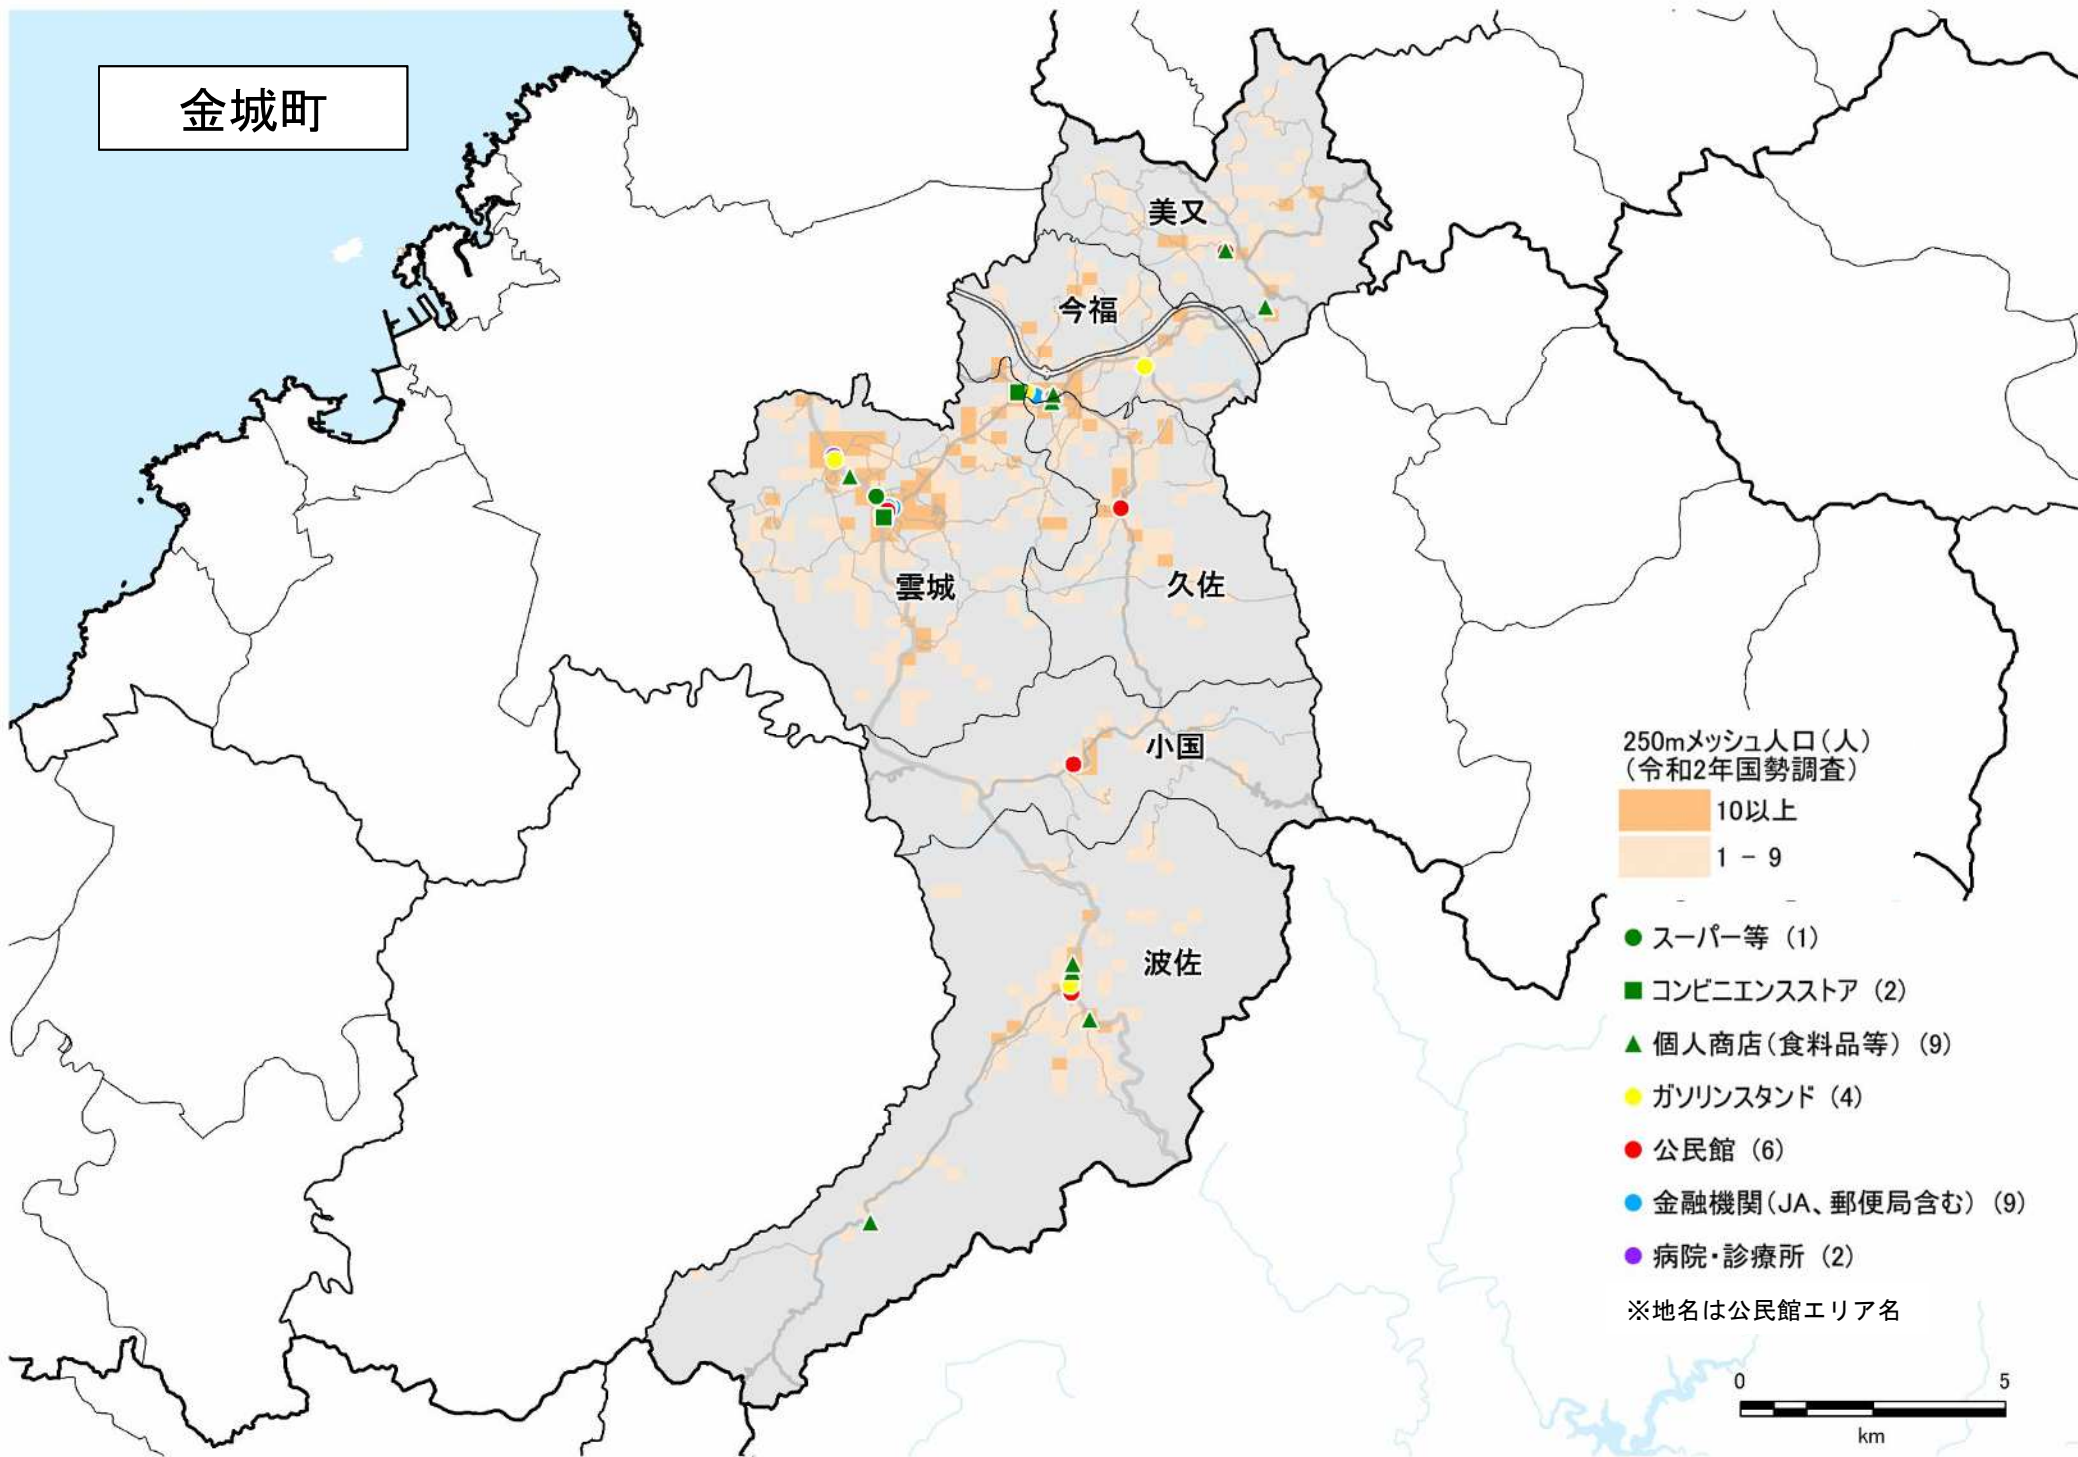 金城町
美又
今福
雲城
久佐
小国
波佐
250mメッシュ人口(人)
(令和2年国勢調査)
10以上
1 - 9
スーパー等 (1)
コンビニエンスストア (2)
個人商店(食料品等) (9)
ガソリンスタンド (4)
公民館 (6)
金融機関(JA、郵便局含む) (9)
病院・診療所 (2)
※地名は公民館エリア名
0 5
km